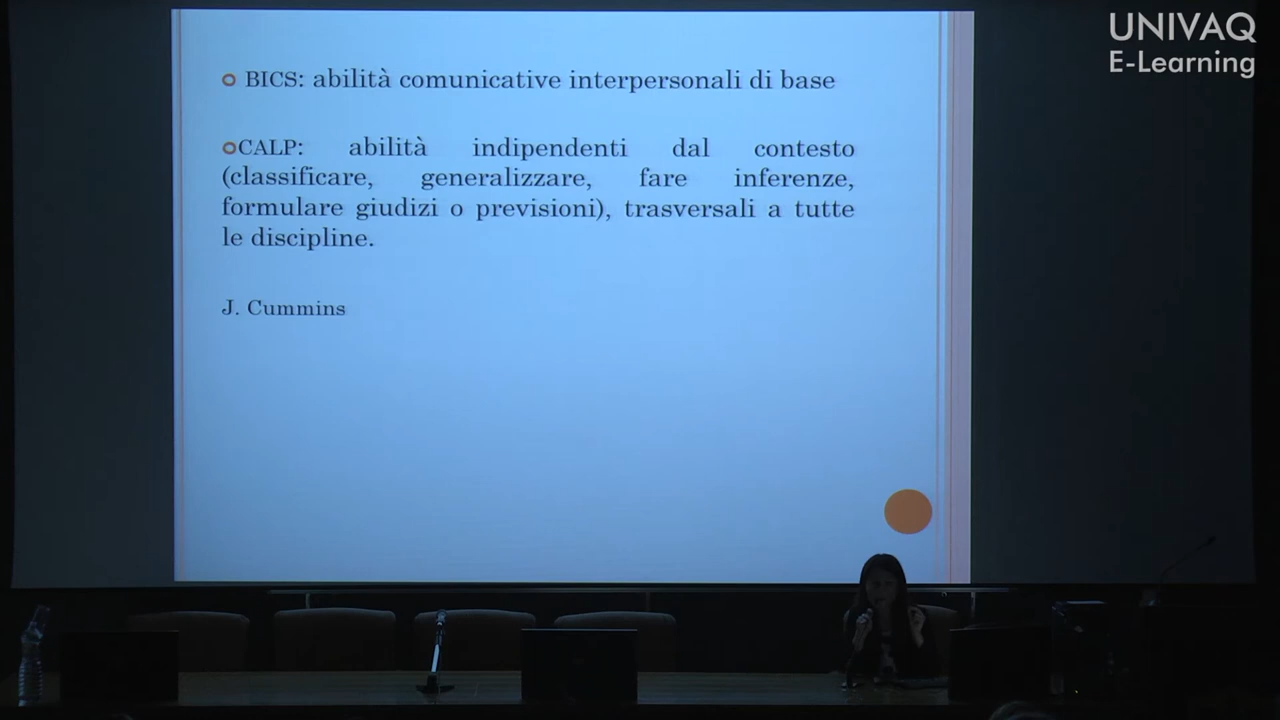 UNIVAQ
E-Learning
BICS: abilità comunicative interpersonali di base
CALP: abilità indipendenti dal contesto
(classificare, generalizzare, fare inferenze,
formulare giudizi o previsioni), trasversali a tutte
le discipline.
J. Cummins